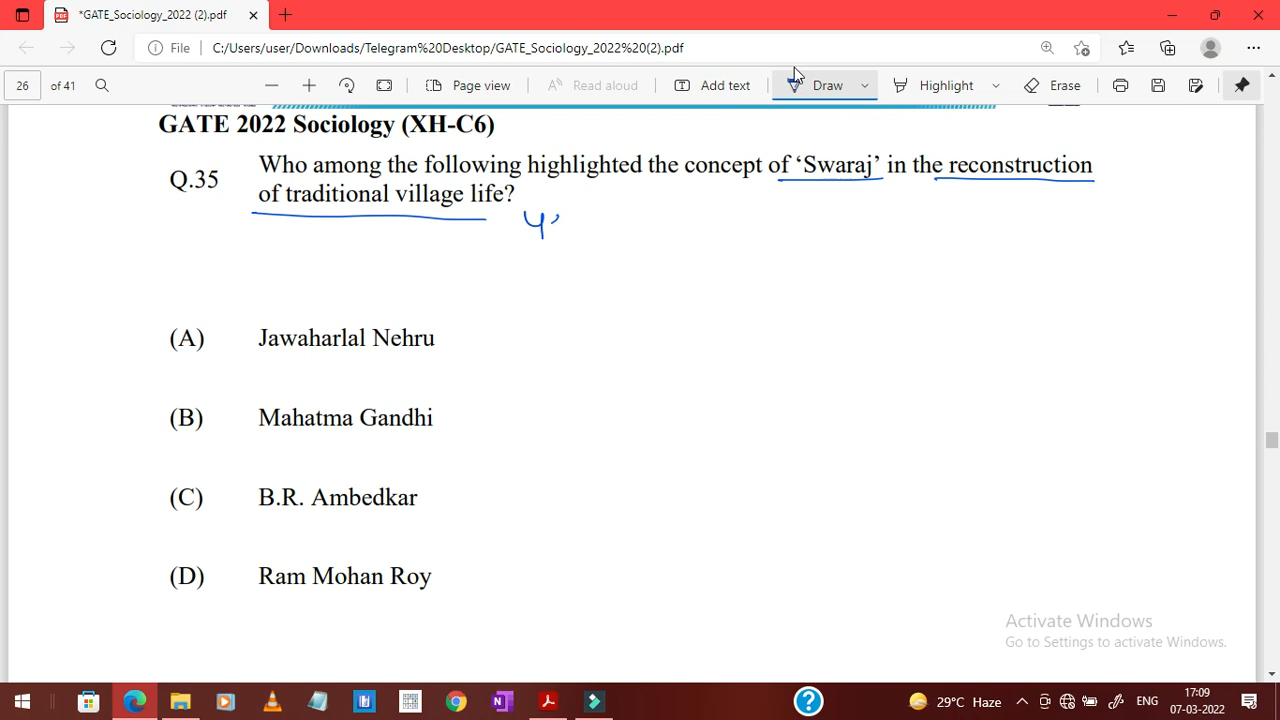 *GATE_Sociology_2022 (2).pdf
File C:/Users/user/Downloads/Telegram%20Desktop/GATE_Sociology_2022%20(2).pdf
26 of 41 Page view Read aloud Add text Draw Highlight Erase
GATE 2022 Sociology (XH-C6)
Q.35 Who among the following highlighted the concept of ‘Swaraj’ in the reconstruction
of traditional village life?
(A) Jawaharlal Nehru
(B) Mahatma Gandhi
(C) B.R. Ambedkar
(D) Ram Mohan Roy
Activate Windows
Go to Settings to activate Windows.
29°C Haze ENG 17:09
07-03-2022